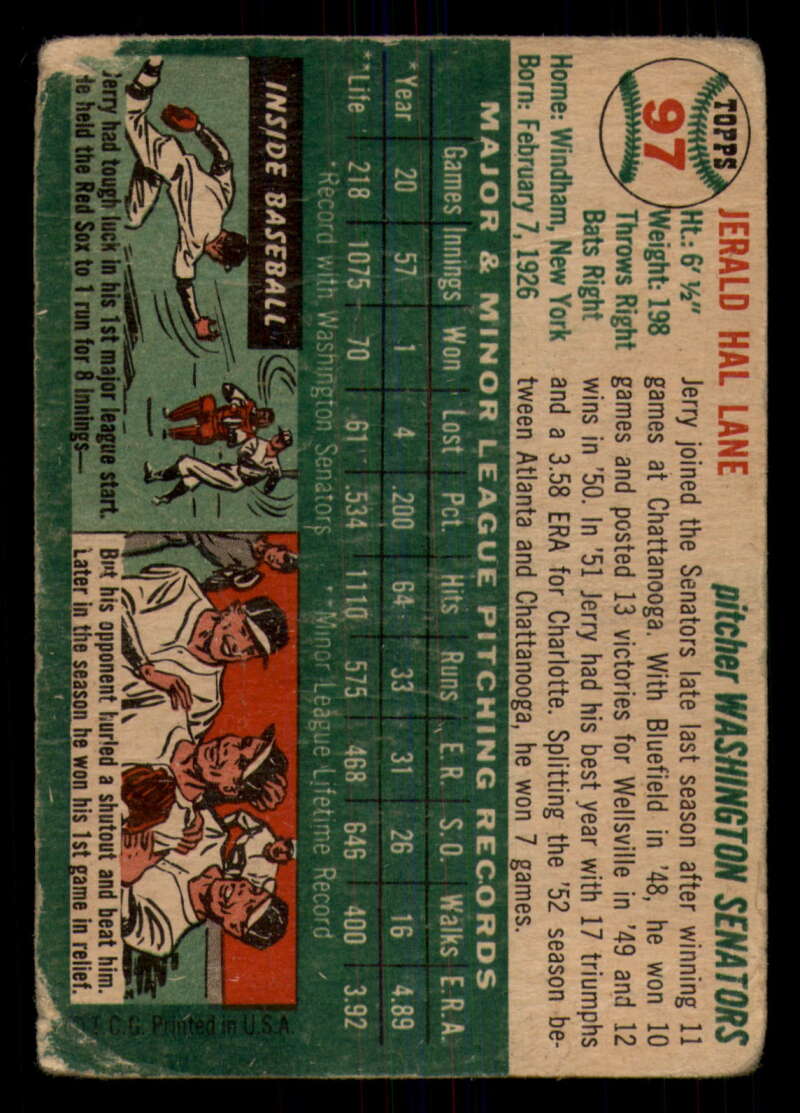 TOPPS
97
JERALD HAL LANE
pitcher WASHINGTON SENATORS
Ht.: 6' ½"
Weight: 198
Throws Right
Bats Right
Home: Windham, New York
Born: February 7, 1926
Jerry joined the Senators late last season after winning 11
games at Chattanooga. With Bluefield in '48, he won 10
games and posted 13 victories for Wellsville in '49 and 12
wins in '50. In '51 Jerry had his best year with 17 triumphs
and a 3.58 ERA for Charlotte. Splitting the '52 season be-
tween Atlanta and Chattanooga, he won 7 games.
MAJOR & MINOR LEAGUE PITCHING RECORDS
Games Innings Won Lost Pct. Hits Runs E.R. S.O. Walks E.R.A.
*Year 20 57 1 4 .200 64 33 31 26 16 4.89
**Life 218 1075 70 61 .534 1110 575 468 646 400 3.92
*Record with Washington Senators **Minor League Lifetime Record
INSIDE BASEBALL
Jerry had tough luck in his 1st major league start.
He held the Red Sox to 1 run for 8 innings—
But his opponent hurled a shutout and beat him.
Later in the season he won his 1st game in relief.
T.C.G. Printed in U.S.A.